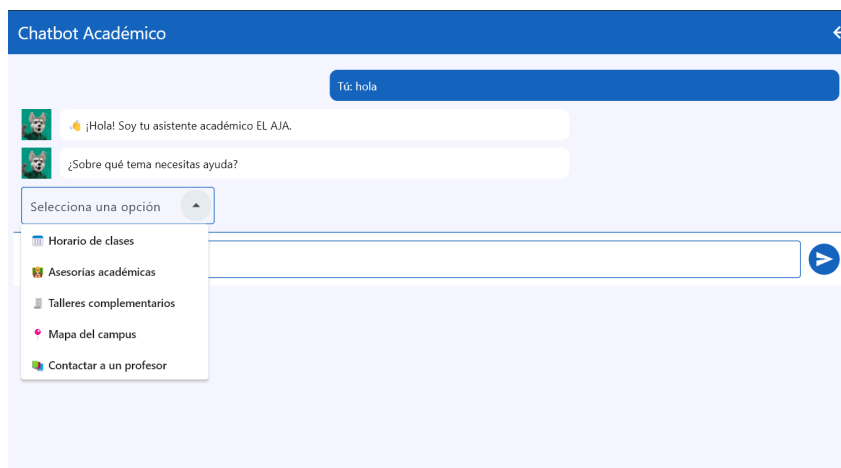 Chatbot Académico
Tú: hola
👋 ¡Hola! Soy tu asistente académico EL AJA.
¿Sobre qué tema necesitas ayuda?
Selecciona una opción
Horario de clases
Asesorías académicas
Talleres complementarios
Mapa del campus
Contactar a un profesor